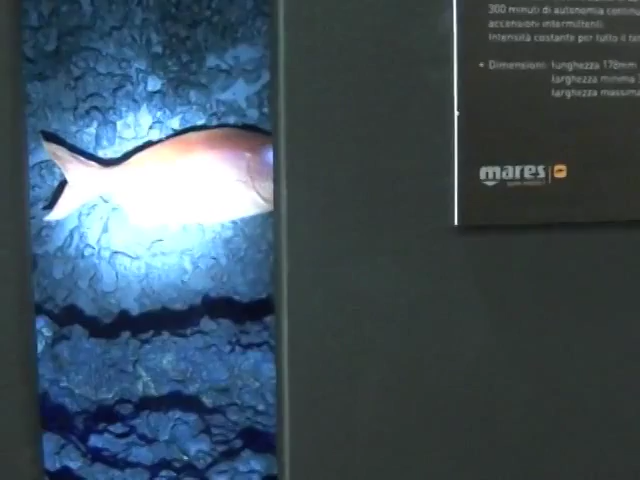 300 minuti di autonomia continu
accensioni intermittenti.
Intensità costante per tutto il
• Dimensioni: lunghezza 178mm
larghezza minima
larghezza massima
mares